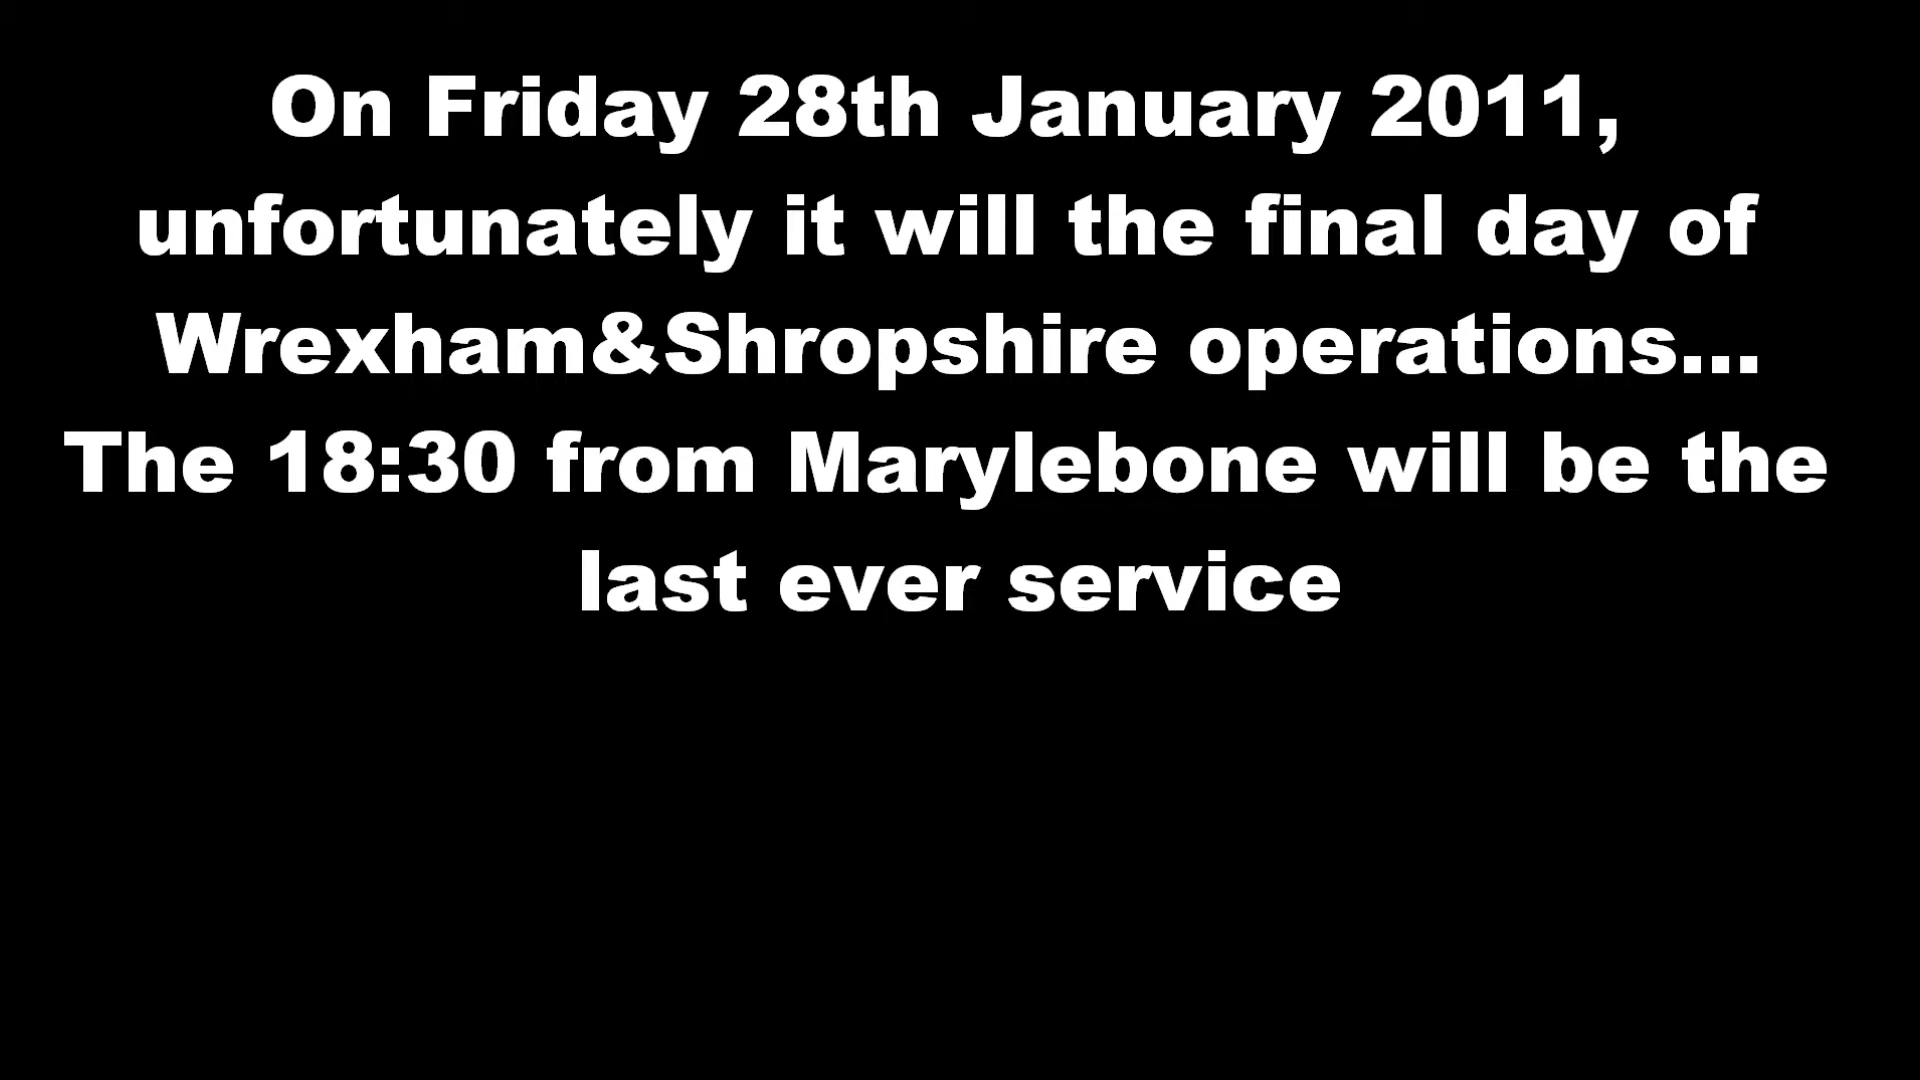 On Friday 28th January 2011,
unfortunately it will the final day of
Wrexham&Shropshire operations...
The 18:30 from Marylebone will be the
last ever service